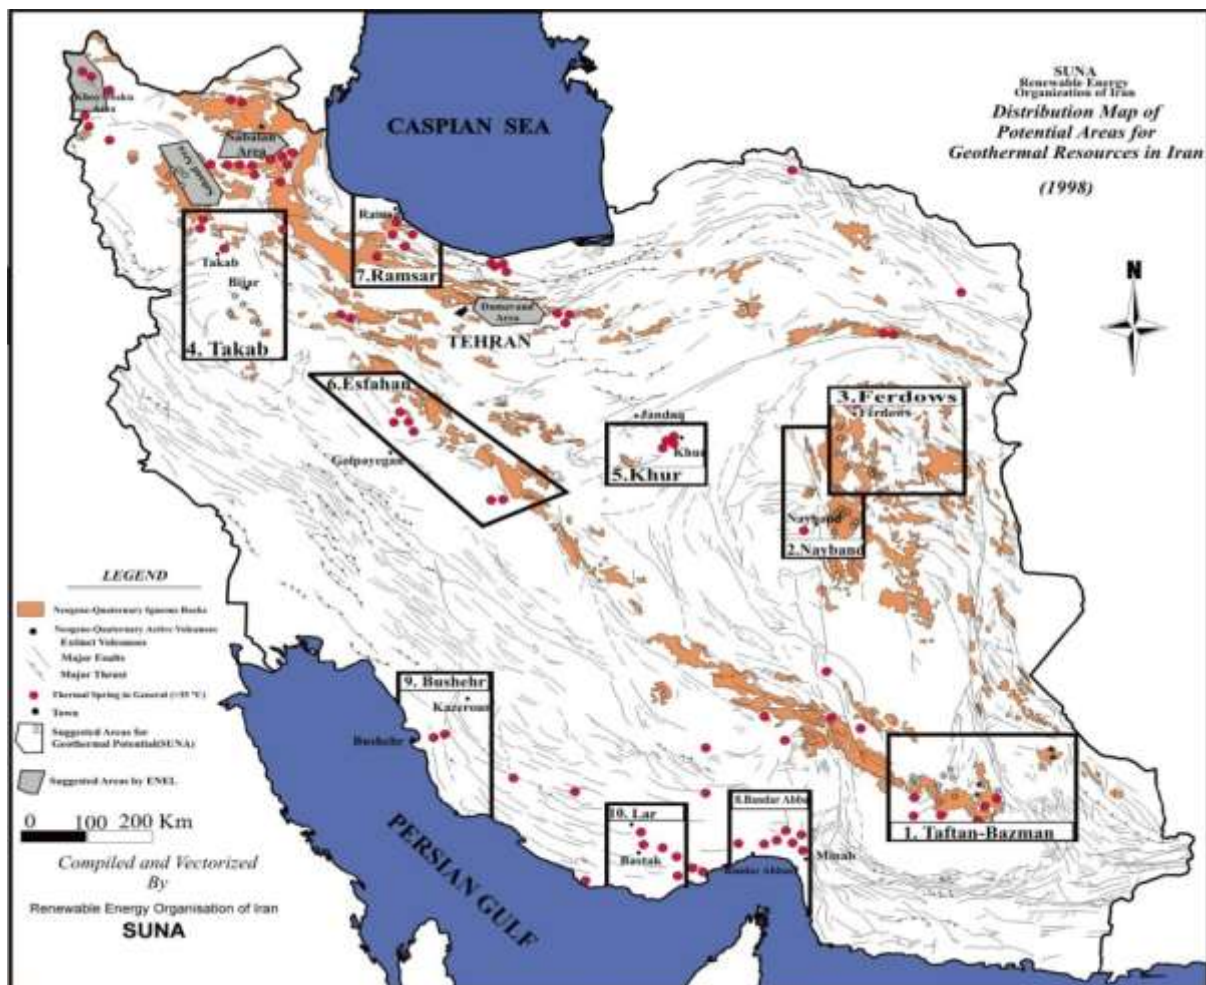 SUNA
Renewable Energy
Organization of Iran
Distribution Map of
Potential Areas for
Geothermal Resources in Iran
(1998)
CASPIAN SEA
N
Area
Sabalan
Area
7.Ramsar
Takab
Bijar
4. Takab
Damavand
Area
TEHRAN
6.Esfahan
Golpayegan
Jandaq
Khur
5.Khur
3.Ferdows
Ferdows
Nayband
2.Nayband
LEGEND
Neogene-Quaternary Igneous Rocks
Neogene-Quaternary Active Volcanoes
Extinct Volcanoes
Major Faults
Major Thrust
Thermal Spring in General
Town
Suggested Areas for
Geothermal Potential(SUNA)
Suggested Areas by ENEL
0 100 200 Km
Compiled and Vectorized
By
Renewable Energy Organisation of Iran
SUNA
9. Bushehr
Kazeroun
Bushehr
PERSIAN GULF
10. Lar
Bastak
8.Bandar Abbas
Bandar Abbas
Minab
1. Taftan-Bazman